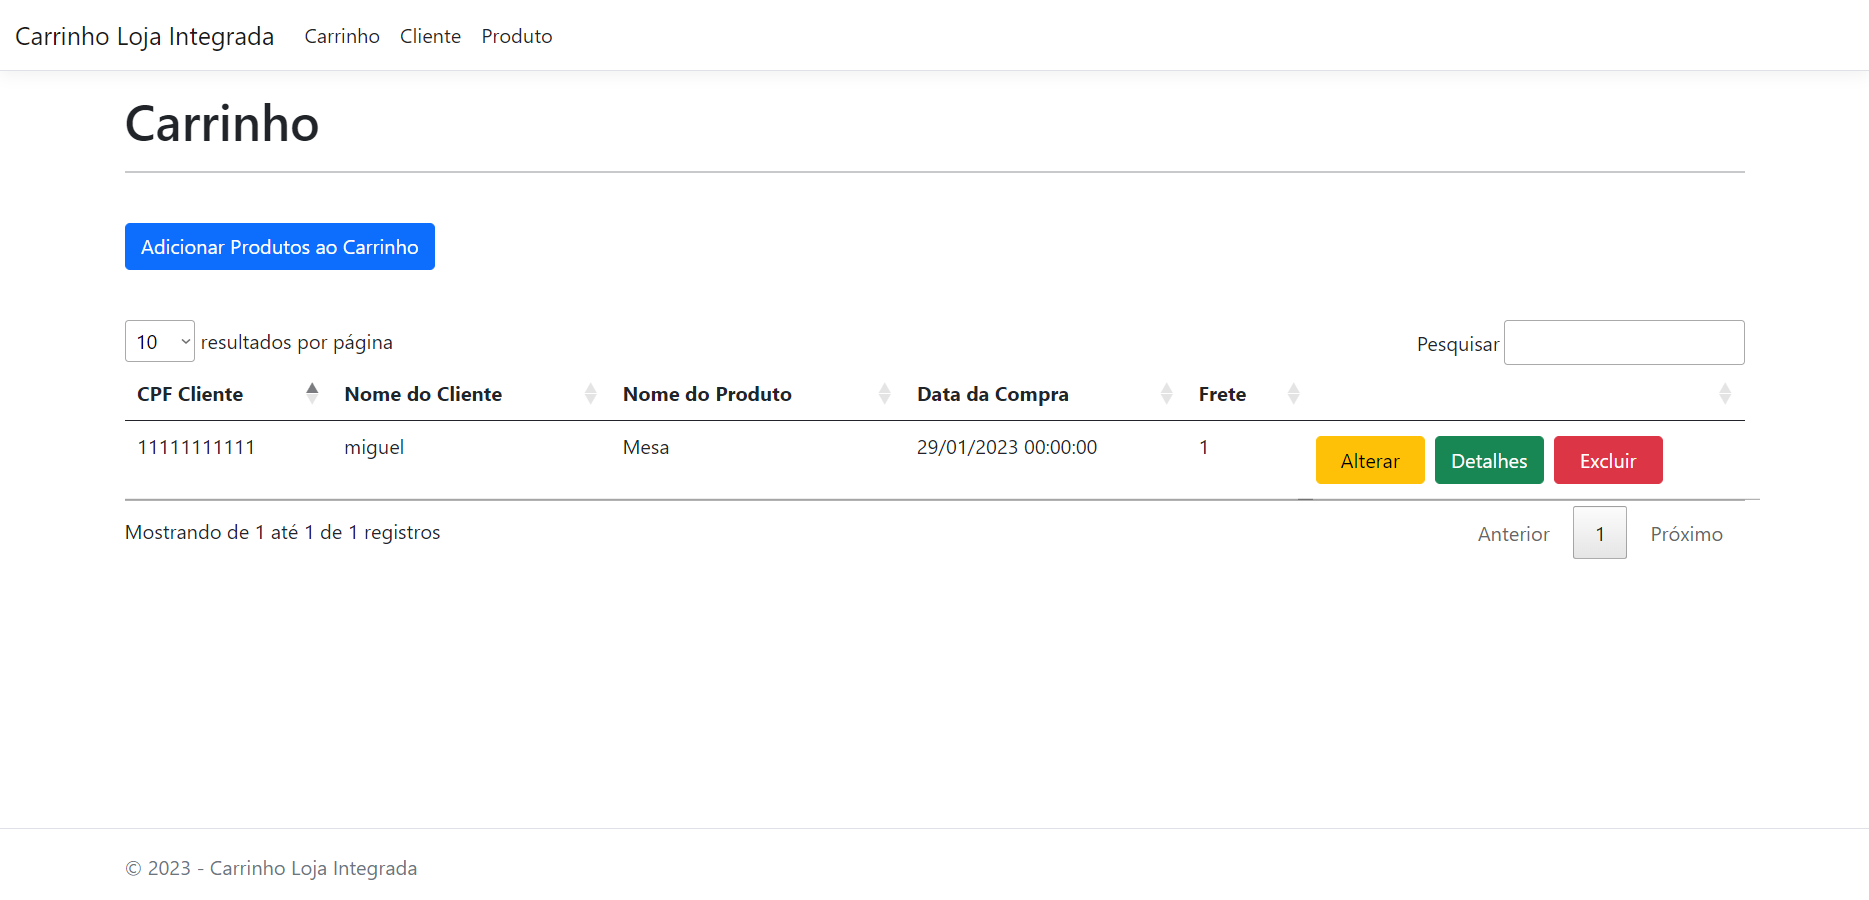 Carrinho Loja Integrada Carrinho Cliente Produto
Carrinho
Adicionar Produtos ao Carrinho
10 resultados por página Pesquisar
CPF Cliente Nome do Cliente Nome do Produto Data da Compra Frete
11111111111 miguel Mesa 29/01/2023 00:00:00 1 Alterar Detalhes Excluir
Mostrando de 1 até 1 de 1 registros Anterior 1 Próximo
© 2023 - Carrinho Loja Integrada